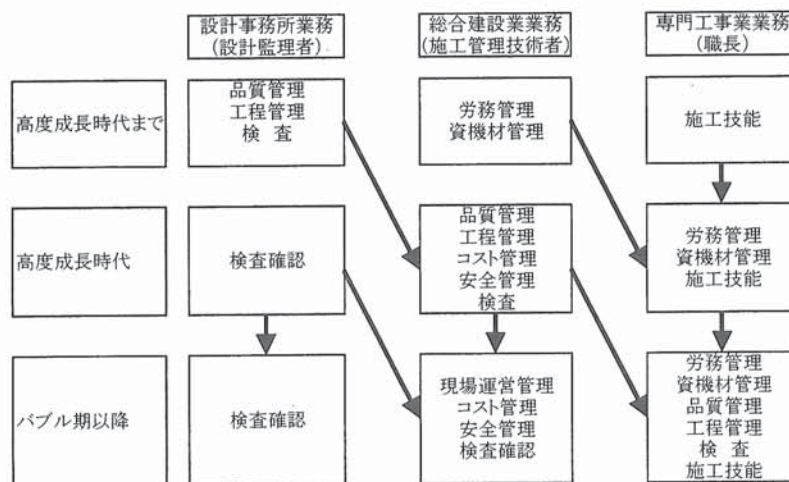 設計事務所業務
(設計監理者)
総合建設業業務
(施工管理技術者)
専門工事業業務
(職長)
高度成長時代まで
品質管理
工程管理
検 査
労務管理
資機材管理
施工技能
高度成長時代
検査確認
品質管理
工程管理
コスト管理
安全管理
検査
労務管理
資機材管理
施工技能
バブル期以降
検査確認
現場運営管理
コスト管理
安全管理
検査確認
労務管理
資機材管理
品質管理
工程管理
検 査
施工技能